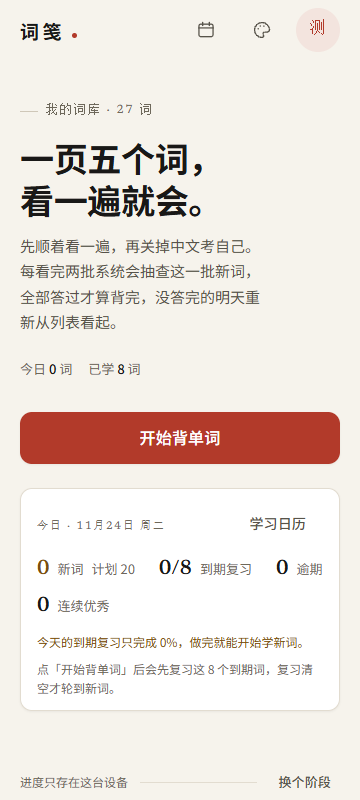 词笺
测
我的词库 · 27 词
一页五个词，
看一遍就会。
先顺着看一遍，再关掉中文考自己。
每看完两批系统会抽查这一批新词，
全部答过才算背完，没答完的明天重
新从列表看起。
今日 0 词 已学 8 词
开始背单词
今日 · 11月24日 周二 学习日历
0 新词 计划 20 0/8 到期复习 0 逾期
0 连续优秀
今天的到期复习只完成 0%，做完就能开始学新词。
点「开始背单词」后会先复习这 8 个到期词，复习清
空才轮到新词。
进度只存在这台设备 换个阶段